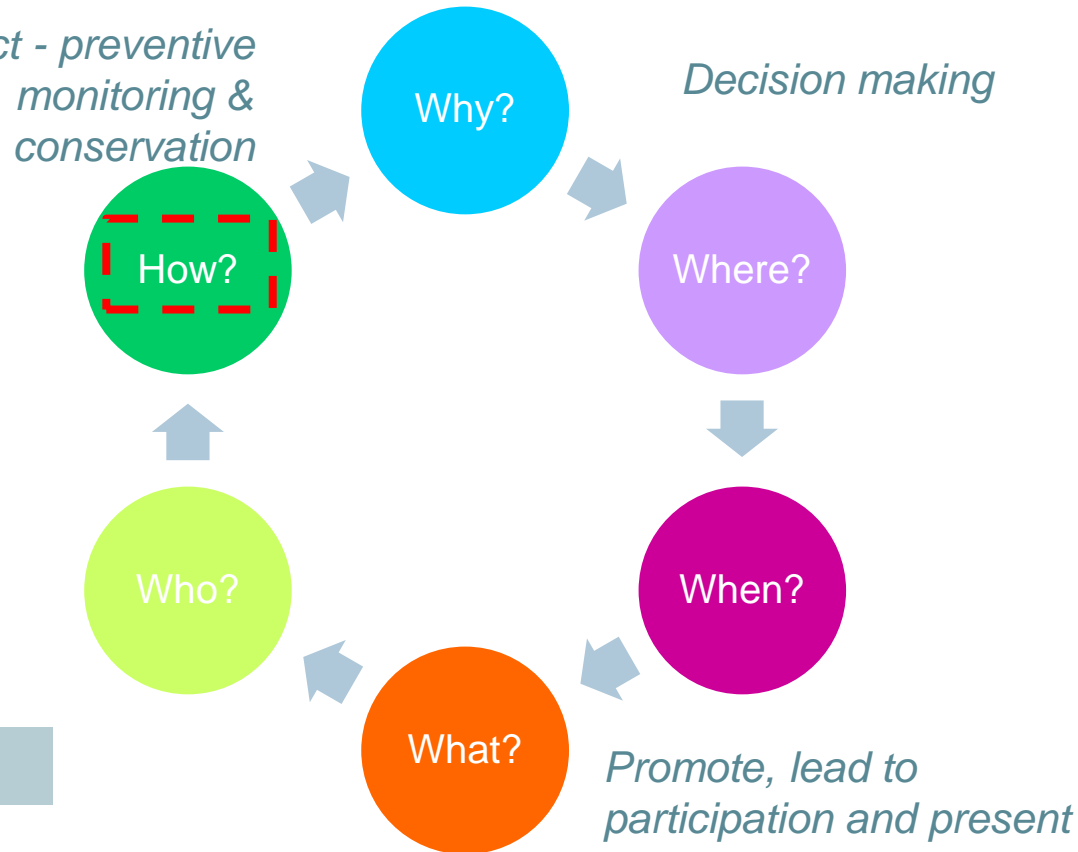 ct - preventive
monitoring &
conservation
Why?
Decision making
How?
Where?
Who?
When?
What?
Promote, lead to
participation and present